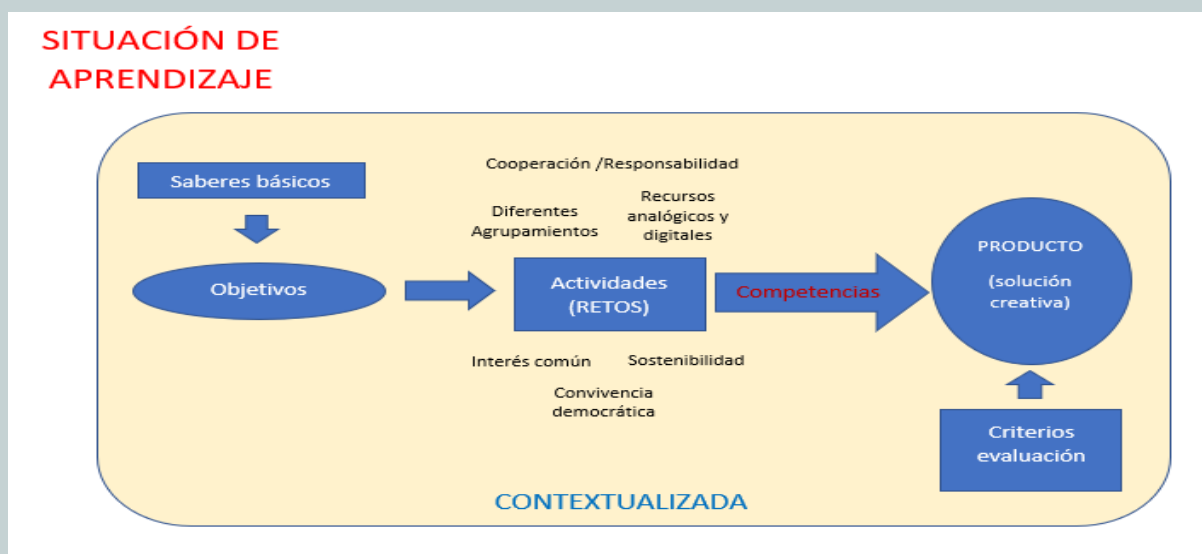 SITUACIÓN DE
APRENDIZAJE
Cooperación /Responsabilidad
Saberes básicos
Diferentes
Agrupamientos
Recursos
analógicos y
digitales
Objetivos
Actividades
(RETOS)
Competencias
PRODUCTO
(solución
creativa)
Interés común
Sostenibilidad
Convivencia
democrática
Criterios
evaluación
CONTEXTUALIZADA